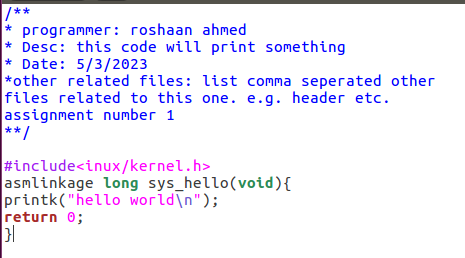 /**
* programmer: roshaan ahmed
* Desc: this code will print something
* Date: 5/3/2023
*other related files: list comma seperated other
files related to this one. e.g. header etc.
assignment number 1
**/
#include<inux/kernel.h>
asmlinkage long sys_hello(void){
printk("hello world\n");
return 0;
}